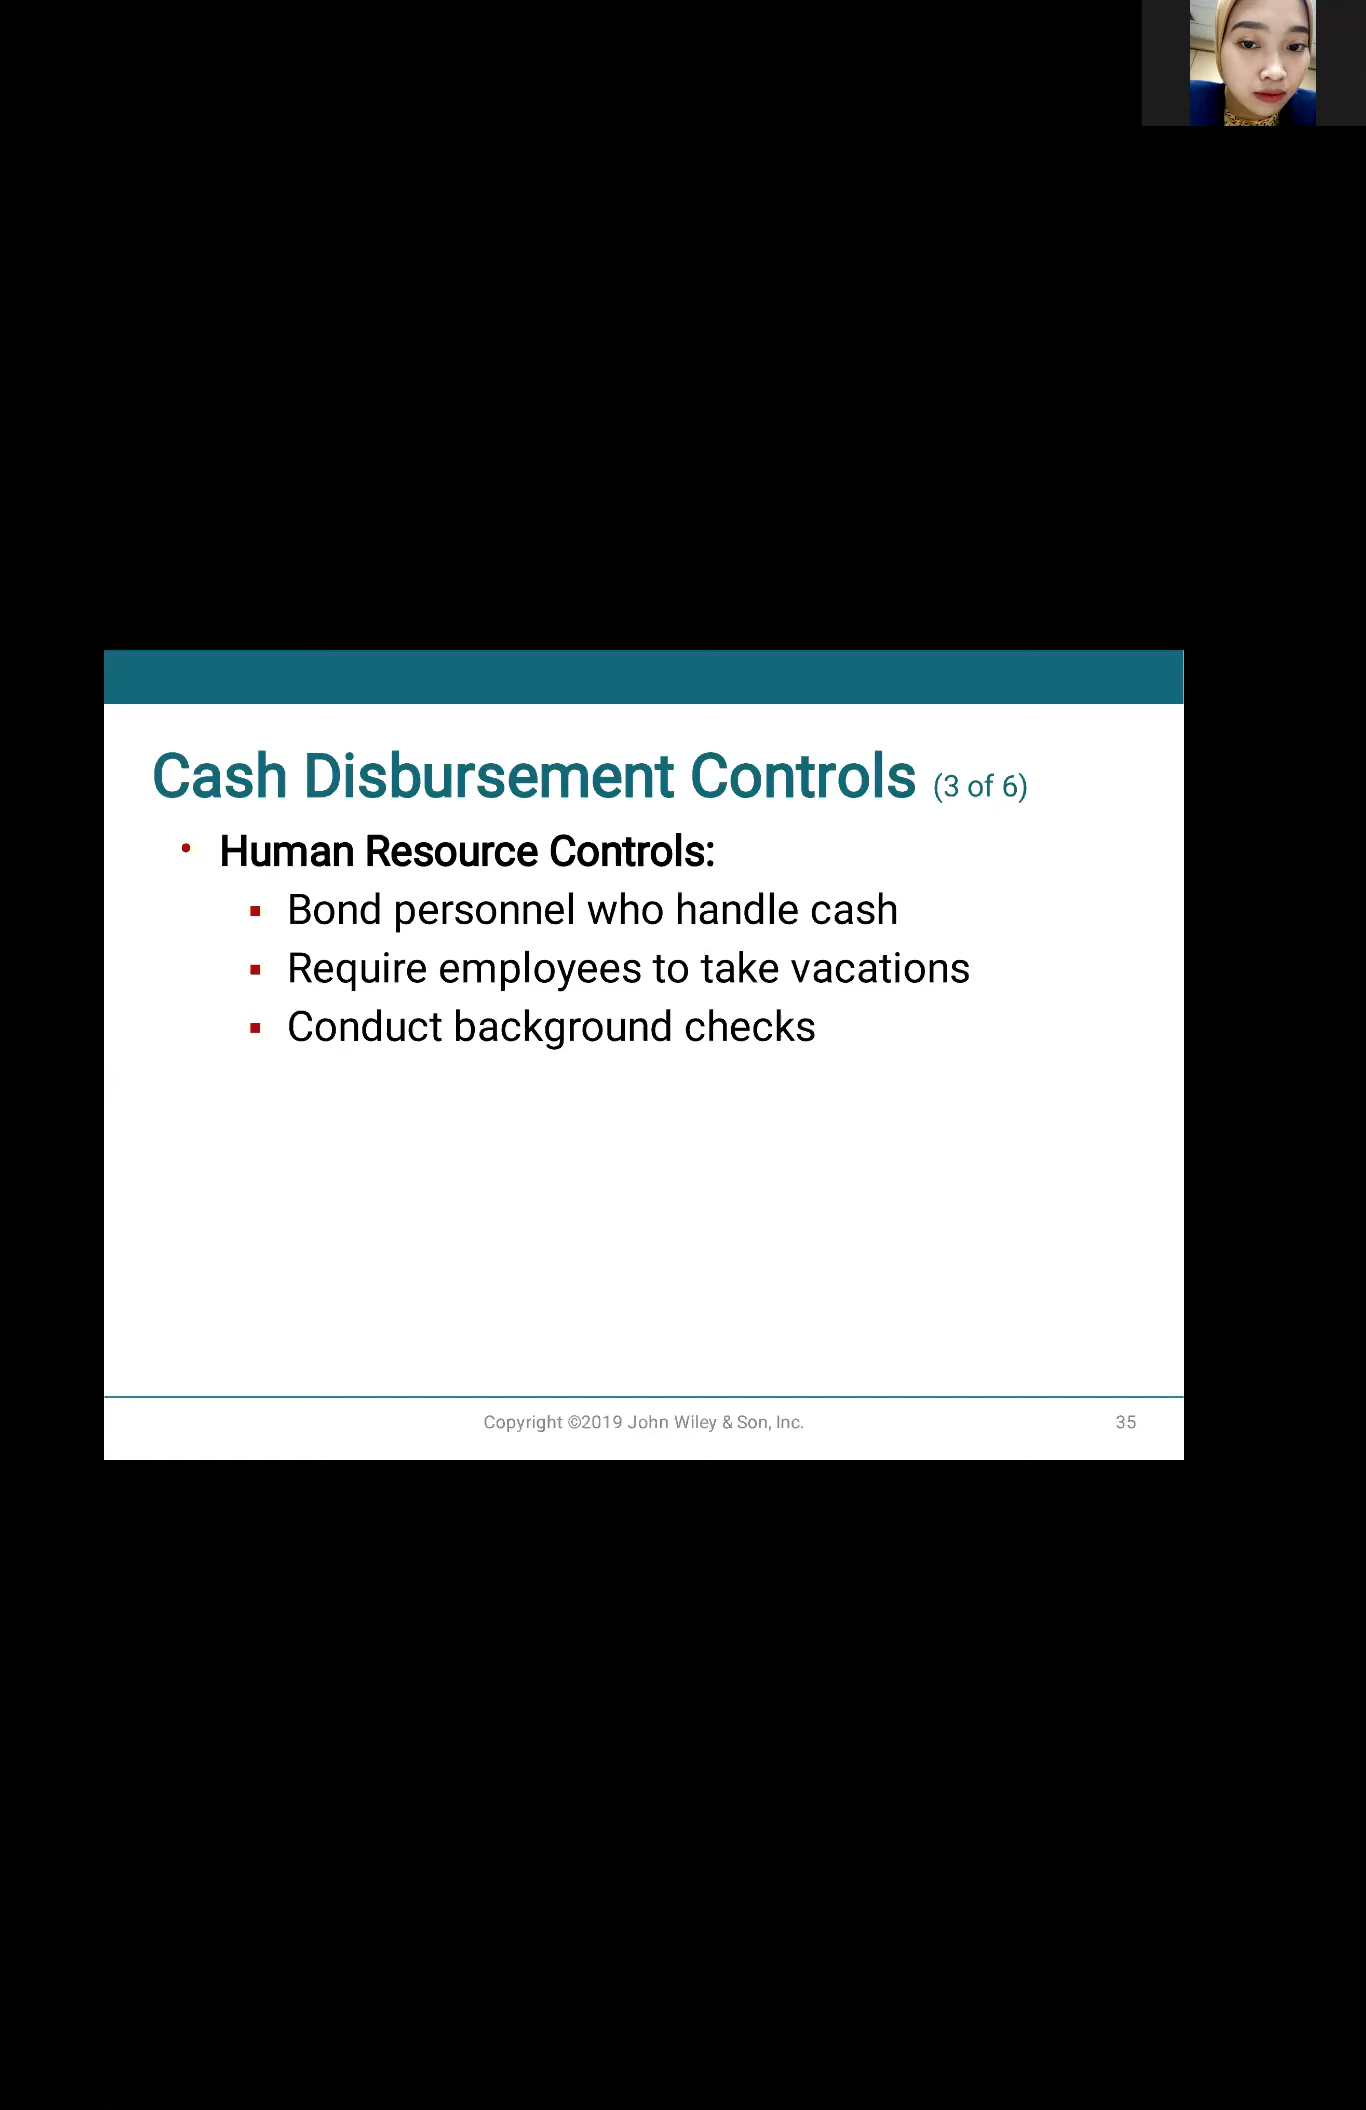 Cash Disbursement Controls (3 of 6)
• Human Resource Controls:
▪ Bond personnel who handle cash
▪ Require employees to take vacations
▪ Conduct background checks
Copyright ©2019 John Wiley & Son, Inc. 35